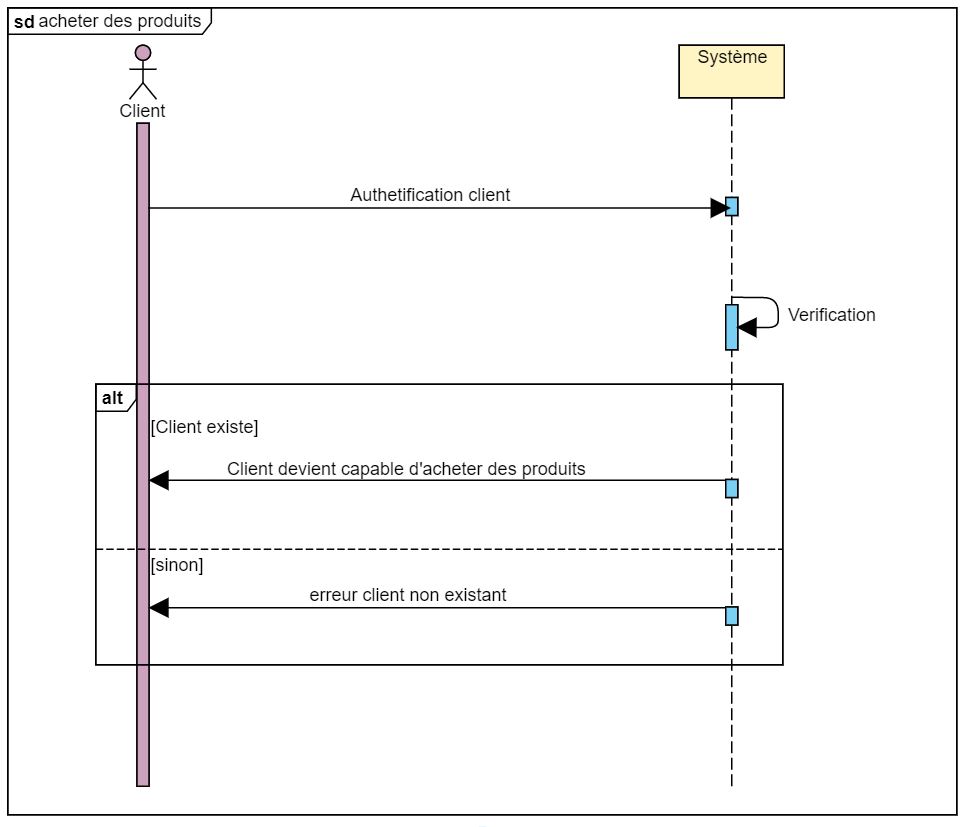 sd acheter des produits
Client
Système
Authetification client
Verification
alt
[Client existe]
Client devient capable d'acheter des produits
[sinon]
erreur client non existant